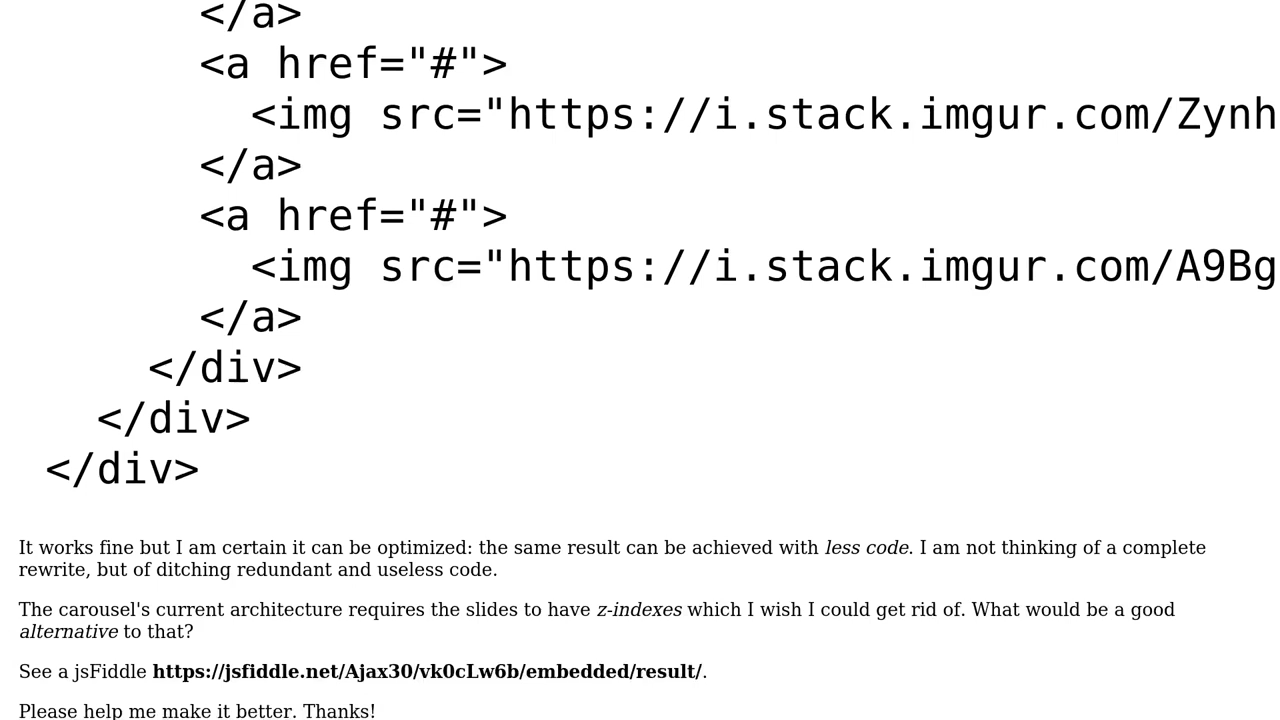 </a>
<a href="#">
<img src="https://i.stack.imgur.com/Zynh
</a>
<a href="#">
<img src="https://i.stack.imgur.com/A9Bg
</a>
</div>
</div>
</div>
It works fine but I am certain it can be optimized: the same result can be achieved with less code. I am not thinking of a complete
rewrite, but of ditching redundant and useless code.
The carousel's current architecture requires the slides to have z-indexes which I wish I could get rid of. What would be a good
alternative to that?
See a jsFiddle https://jsfiddle.net/Ajax30/vk0cLw6b/embedded/result/.
Please help me make it better. Thanks!